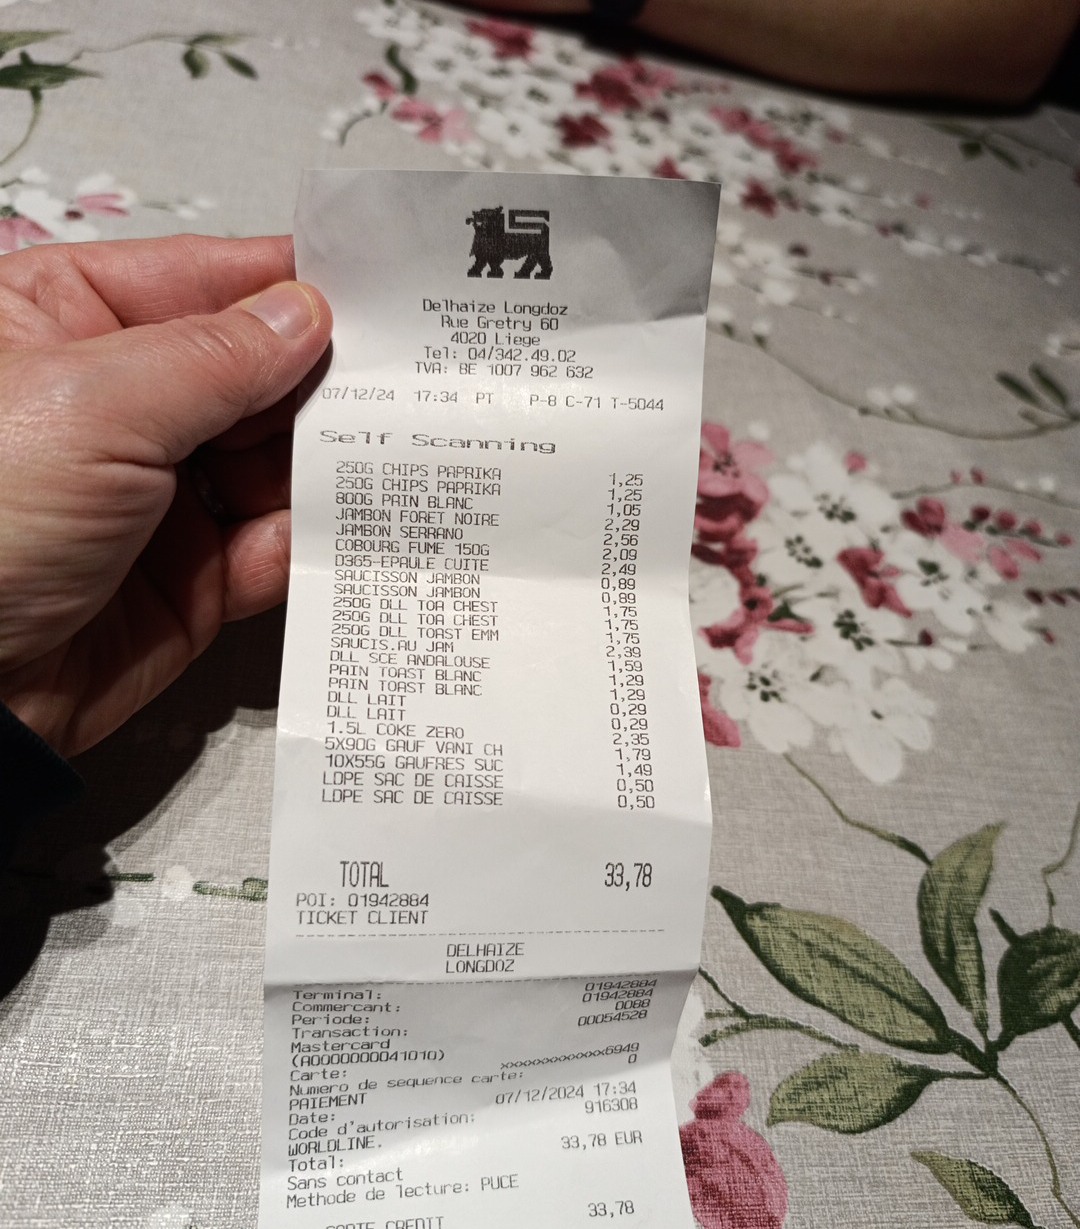 Delhaize Longdoz
Rue Gretry 60
4020 Liege
Tel: 04/342.49.02
TVA: BE 1007 962 632
07/12/24 17:34 PT P-8 C-71 T-5044
Self Scanning
250G CHIPS PAPRIKA 1,25
250G CHIPS PAPRIKA 1,25
800G PAIN BLANC 1,05
JAMBON FORET NOIRE 2,29
JAMBON SERRANO 2,56
COBOURG FUME 150G 2,09
D365-EPAULE CUITE 2,49
SAUCISSON JAMBON 0,89
SAUCISSON JAMBON 0,89
250G DLL TOA CHEST 1,75
250G DLL TOA CHEST 1,75
250G DLL TOAST EMM 1,75
SAUCIS.AU JAM 2,39
DLL SCE ANDALOUSE 1,59
PAIN TOAST BLANC 1,29
PAIN TOAST BLANC 1,29
DLL LAIT 0,29
DLL LAIT 0,29
1.5L COKE ZERO 2,35
5X90G GAUF VANI CH 1,79
10X55G GAUFRES SUC 1,49
LDPE SAC DE CAISSE 0,50
LDPE SAC DE CAISSE 0,50
TOTAL 33,78
POI: 01942884
TICKET CLIENT
DELHAIZE
LONGDOZ
Terminal: 01942884
Commercant: 01942884
Periode: 0088
Transaction: 00054528
Mastercard
(A0000000041010)
Carte: xxxxxxxxxxxx6949
Numero de sequence carte: 0
PAIEMENT
Date: 07/12/2024 17:34
Code d'autorisation: 916308
WORLDLINE.
Total: 33,78 EUR
Sans contact
Methode de lecture: PUCE
CARTE CREDIT 33,78